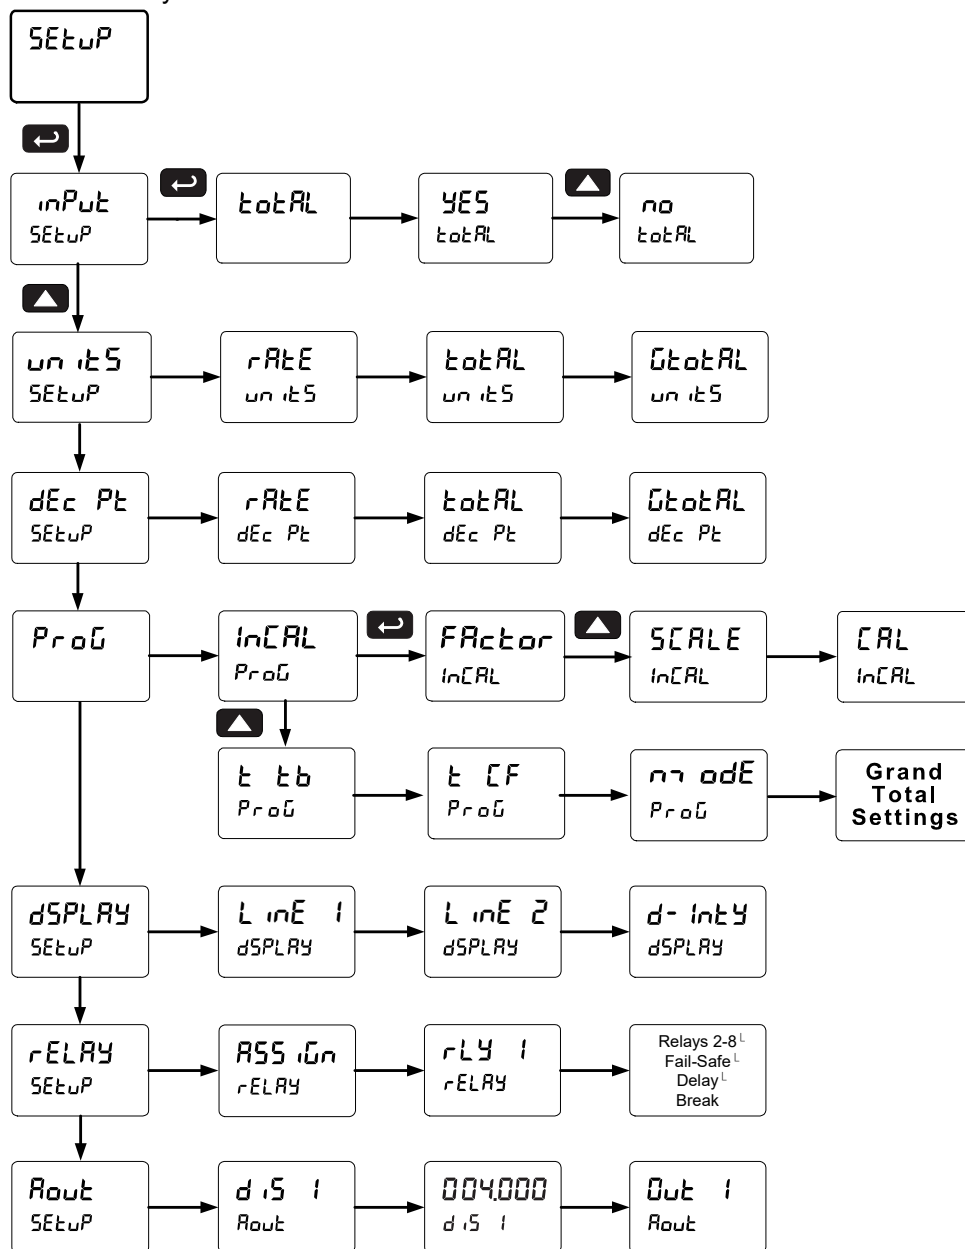 SEtuP
inPut
SEtuP
totAL
YES
totAL
no
totAL
unitS
SEtuP
rAtE
unitS
totAL
unitS
GtotAL
unitS
dEc Pt
SEtuP
rAtE
dEc Pt
totAL
dEc Pt
GtotAL
dEc Pt
ProG
InCAL
ProG
FActor
InCAL
SCALE
InCAL
CAL
InCAL
t tb
ProG
t CF
ProG
modE
ProG
Grand
Total
Settings
dSPLAY
SEtuP
LinE 1
dSPLAY
LinE 2
dSPLAY
d-IntY
dSPLAY
rELAY
SEtuP
ASSiGn
rELAY
rLY 1
rELAY
Relays 2-8
Fail-Safe
Delay
Break
Aout
SEtuP
diS 1
Aout
004.000
diS 1
Out 1
Aout